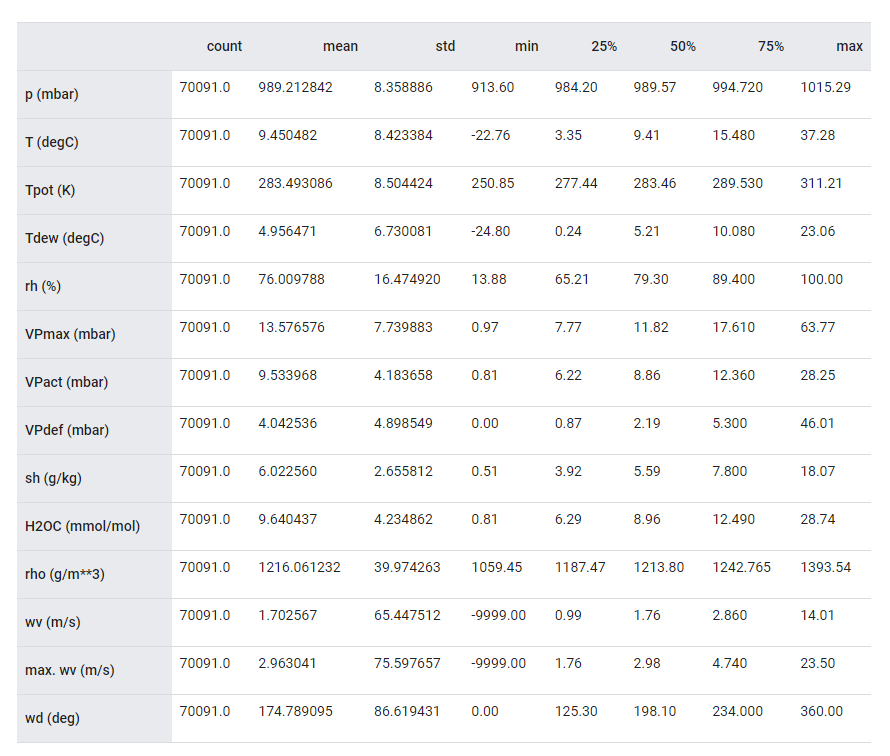 count mean std min 25% 50% 75% max
p (mbar) 70091.0 989.212842 8.358886 913.60 984.20 989.57 994.720 1015.29
T (degC) 70091.0 9.450482 8.423384 -22.76 3.35 9.41 15.480 37.28
Tpot (K) 70091.0 283.493086 8.504424 250.85 277.44 283.46 289.530 311.21
Tdew (degC) 70091.0 4.956471 6.730081 -24.80 0.24 5.21 10.080 23.06
rh (%) 70091.0 76.009788 16.474920 13.88 65.21 79.30 89.400 100.00
VPmax (mbar) 70091.0 13.576576 7.739883 0.97 7.77 11.82 17.610 63.77
VPact (mbar) 70091.0 9.533968 4.183658 0.81 6.22 8.86 12.360 28.25
VPdef (mbar) 70091.0 4.042536 4.898549 0.00 0.87 2.19 5.300 46.01
sh (g/kg) 70091.0 6.022560 2.655812 0.51 3.92 5.59 7.800 18.07
H2OC (mmol/mol) 70091.0 9.640437 4.234862 0.81 6.29 8.96 12.490 28.74
rho (g/m**3) 70091.0 1216.061232 39.974263 1059.45 1187.47 1213.80 1242.765 1393.54
wv (m/s) 70091.0 1.702567 65.447512 -9999.00 0.99 1.76 2.860 14.01
max. wv (m/s) 70091.0 2.963041 75.597657 -9999.00 1.76 2.98 4.740 23.50
wd (deg) 70091.0 174.789095 86.619431 0.00 125.30 198.10 234.000 360.00